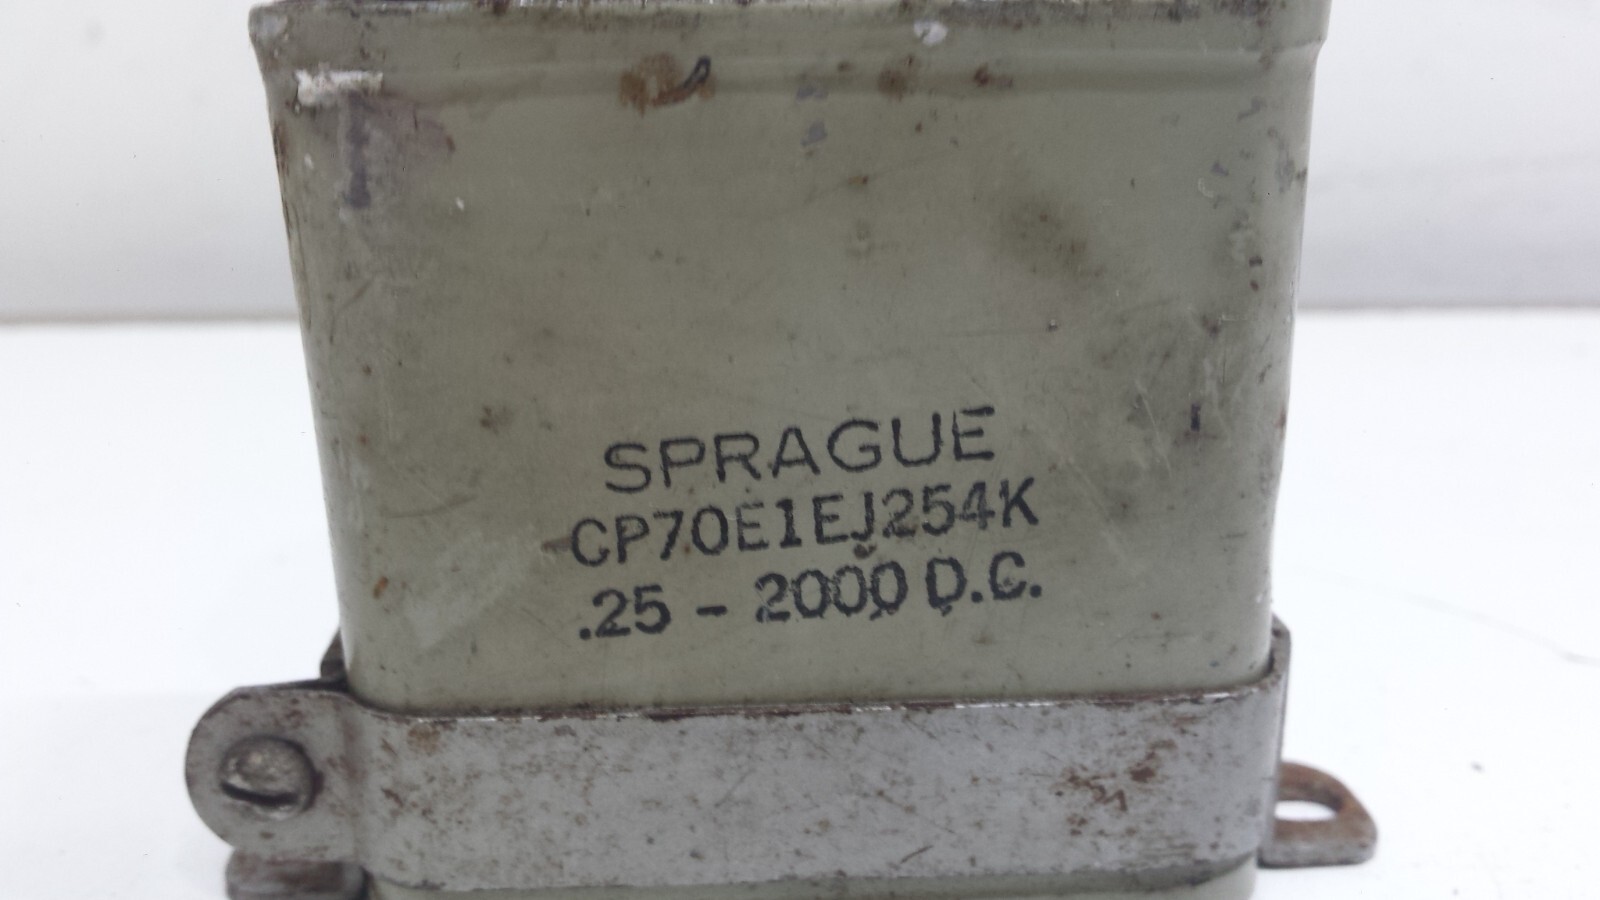 SPRAGUE
CP70E1EJ254K
.25 - 2000 D.C.